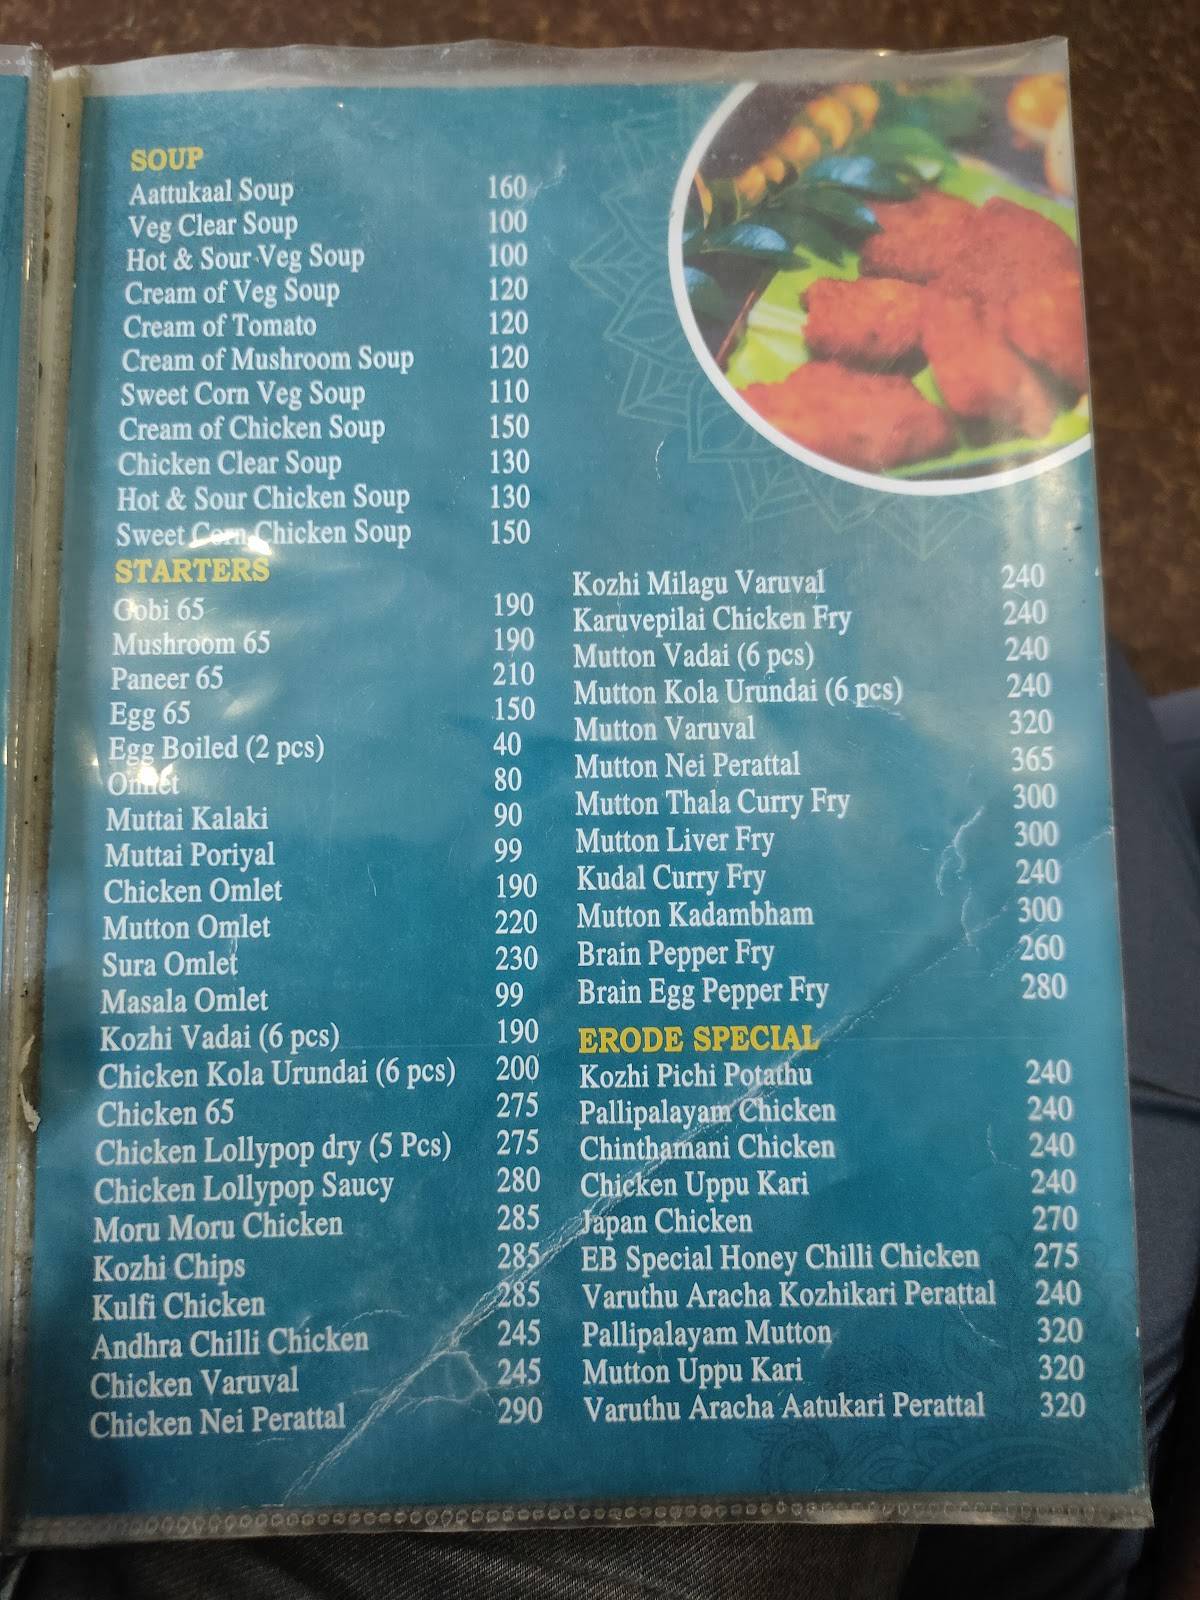 SOUP
Aattukaal Soup 160
Veg Clear Soup 100
Hot & Sour Veg Soup 100
Cream of Veg Soup 120
Cream of Tomato 120
Cream of Mushroom Soup 120
Sweet Corn Veg Soup 110
Cream of Chicken Soup 150
Chicken Clear Soup 130
Hot & Sour Chicken Soup 130
Sweet Corn Chicken Soup 150
STARTERS
Gobi 65 190
Mushroom 65 190
Paneer 65 210
Egg 65 150
Egg Boiled (2 pcs) 40
Omlet 80
Muttai Kalaki 90
Muttai Poriyal 99
Chicken Omlet 190
Mutton Omlet 220
Sura Omlet 230
Masala Omlet 99
Kozhi Vadai (6 pcs) 190
Chicken Kola Urundai (6 pcs) 200
Chicken 65 275
Chicken Lollypop dry (5 Pcs) 275
Chicken Lollypop Saucy 280
Moru Moru Chicken 285
Kozhi Chips 285
Kulfi Chicken 285
Andhra Chilli Chicken 245
Chicken Varuval 245
Chicken Nei Perattal 290
Kozhi Milagu Varuval 240
Karuvepilai Chicken Fry 240
Mutton Vadai (6 pcs) 240
Mutton Kola Urundai (6 pcs) 240
Mutton Varuval 320
Mutton Nei Perattal 365
Mutton Thala Curry Fry 300
Mutton Liver Fry 300
Kudal Curry Fry 240
Mutton Kadambham 300
Brain Pepper Fry 260
Brain Egg Pepper Fry 280
ERODE SPECIAL
Kozhi Pichi Potathu 240
Pallipalayam Chicken 240
Chinthamani Chicken 240
Chicken Uppu Kari 240
Japan Chicken 270
EB Special Honey Chilli Chicken 275
Varuthu Aracha Kozhikari Perattal 240
Pallipalayam Mutton 320
Mutton Uppu Kari 320
Varuthu Aracha Aatukari Perattal 320